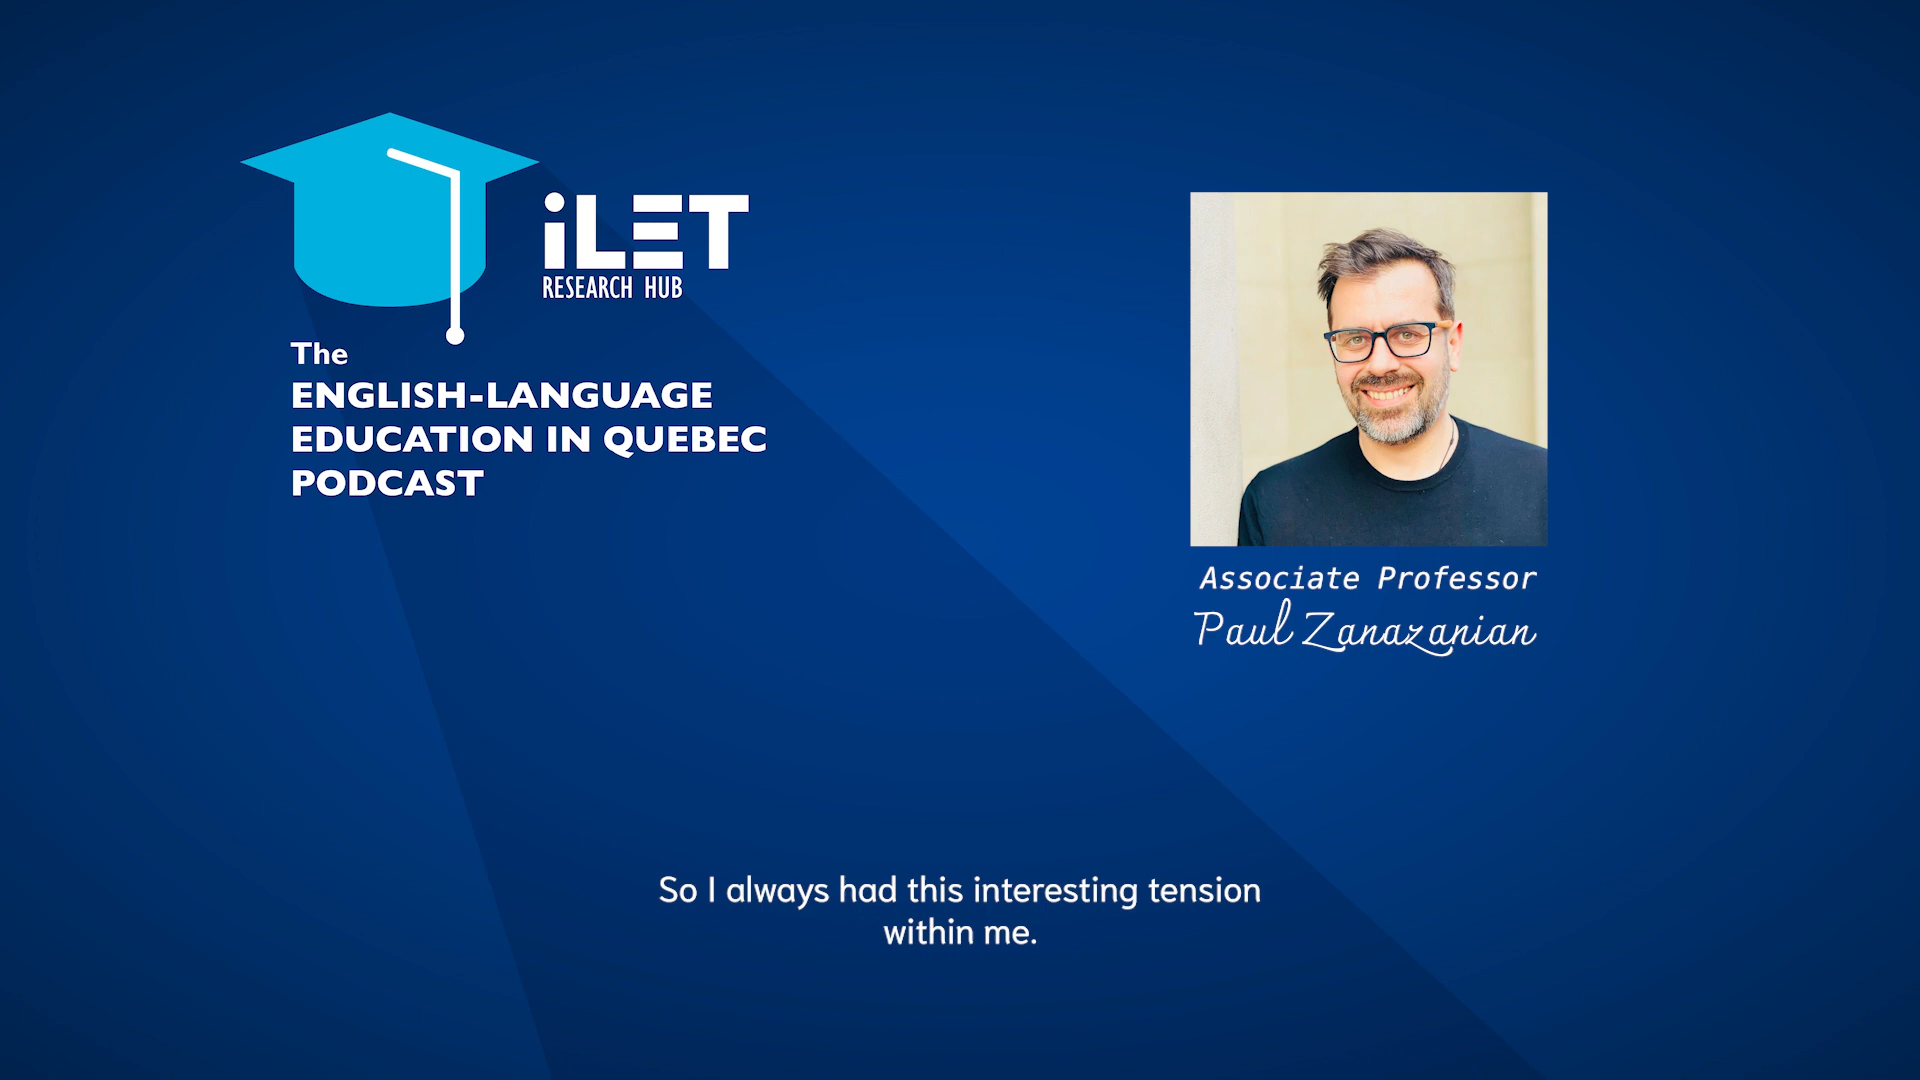 iLET
RESEARCH HUB
The
ENGLISH-LANGUAGE
EDUCATION IN QUEBEC
PODCAST
Associate Professor
Paul Zanazanian
So I always had this interesting tension
within me.